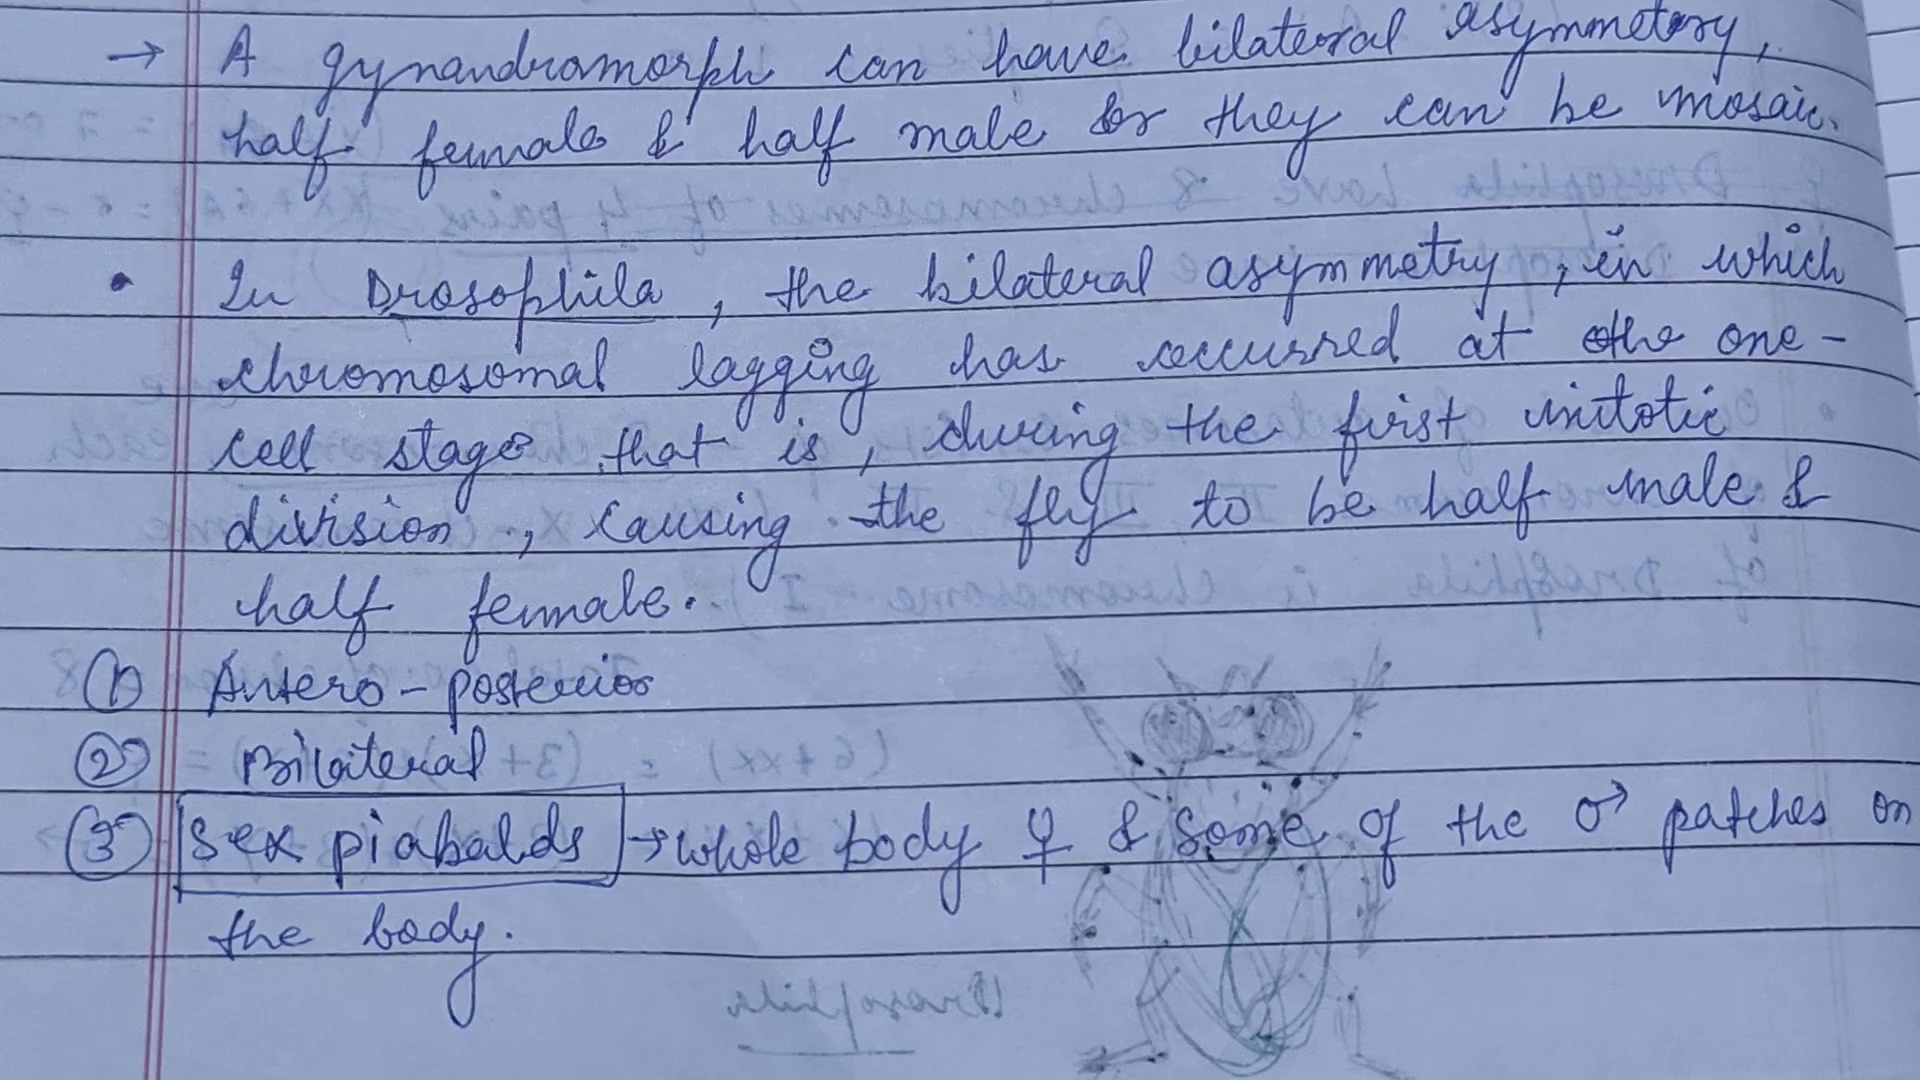 → A gynandromorph can have bilateral asymmetory,
half female & half male or they can be mosaic.
• In Drosophila, the bilateral asymmetry, in which
chromosomal lagging has occurred at the one-
cell stage, that is, during the first mitotic
division, causing the fly to be half male &
half female.
① Antero-posterior
② Bilateral
③ Sex piabalds → whole body ♀ & some of the ♂ patches on
the body.
Drosophila